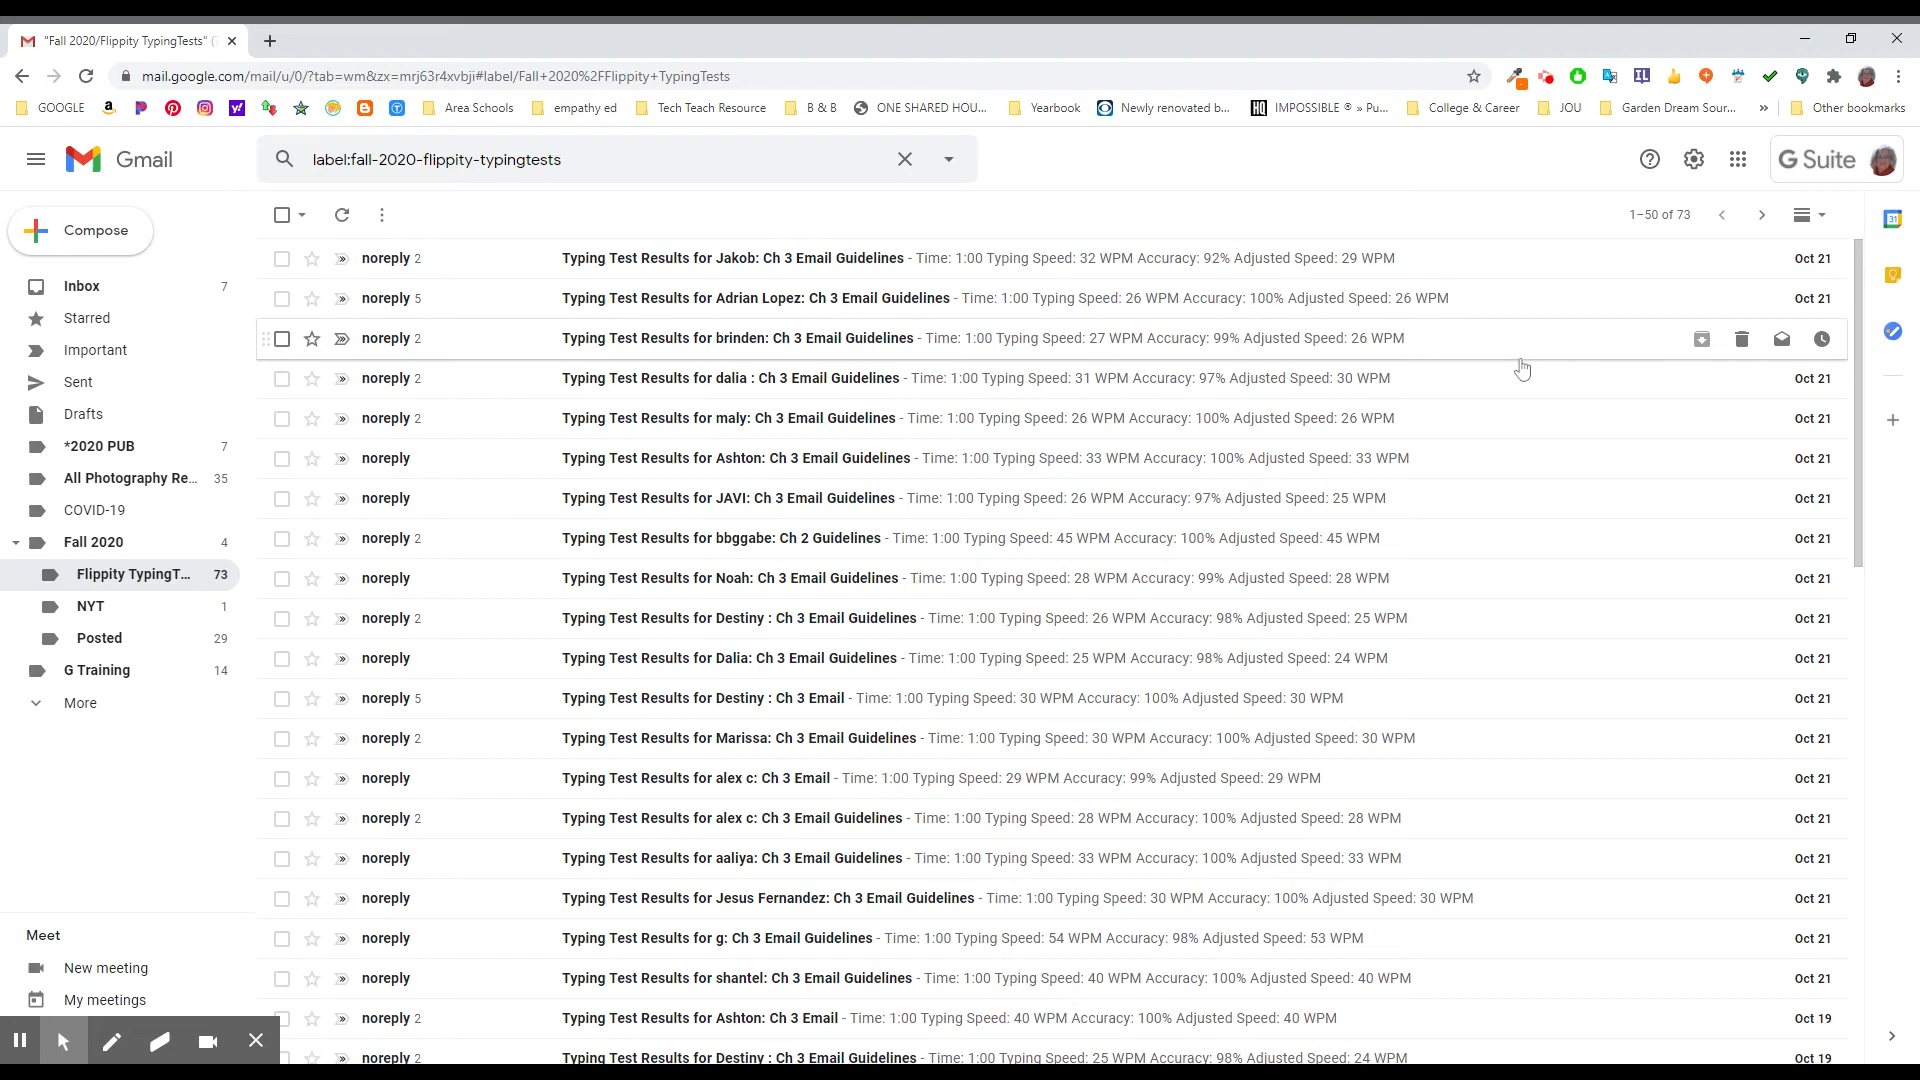 "Fall 2020/Flippity TypingTests" (
mail.google.com/mail/u/0/?tab=wm&zx=mrj63r4xvbji#label/Fall+2020%2FFlippity+TypingTests
GOOGLE Area Schools empathy ed Tech Teach Resource B & B ONE SHARED HOU... Yearbook Newly renovated b... IMPOSSIBLE ® » Pu... College & Career JOU Garden Dream Sour... » Other bookmarks
Gmail label:fall-2020-flippity-typingtests G Suite
Compose
1–50 of 73
Inbox 7
Starred
Important
Sent
Drafts
*2020 PUB 7
All Photography Re... 35
COVID-19
Fall 2020 4
Flippity TypingT... 73
NYT 1
Posted 29
G Training 14
More
Meet
New meeting
My meetings
noreply 2 Typing Test Results for Jakob: Ch 3 Email Guidelines - Time: 1:00 Typing Speed: 32 WPM Accuracy: 92% Adjusted Speed: 29 WPM Oct 21
noreply 5 Typing Test Results for Adrian Lopez: Ch 3 Email Guidelines - Time: 1:00 Typing Speed: 26 WPM Accuracy: 100% Adjusted Speed: 26 WPM Oct 21
noreply 2 Typing Test Results for brinden: Ch 3 Email Guidelines - Time: 1:00 Typing Speed: 27 WPM Accuracy: 99% Adjusted Speed: 26 WPM
noreply 2 Typing Test Results for dalia : Ch 3 Email Guidelines - Time: 1:00 Typing Speed: 31 WPM Accuracy: 97% Adjusted Speed: 30 WPM Oct 21
noreply 2 Typing Test Results for maly: Ch 3 Email Guidelines - Time: 1:00 Typing Speed: 26 WPM Accuracy: 100% Adjusted Speed: 26 WPM Oct 21
noreply Typing Test Results for Ashton: Ch 3 Email Guidelines - Time: 1:00 Typing Speed: 33 WPM Accuracy: 100% Adjusted Speed: 33 WPM Oct 21
noreply Typing Test Results for JAVI: Ch 3 Email Guidelines - Time: 1:00 Typing Speed: 26 WPM Accuracy: 97% Adjusted Speed: 25 WPM Oct 21
noreply 2 Typing Test Results for bbggabe: Ch 2 Guidelines - Time: 1:00 Typing Speed: 45 WPM Accuracy: 100% Adjusted Speed: 45 WPM Oct 21
noreply Typing Test Results for Noah: Ch 3 Email Guidelines - Time: 1:00 Typing Speed: 28 WPM Accuracy: 99% Adjusted Speed: 28 WPM Oct 21
noreply 2 Typing Test Results for Destiny : Ch 3 Email Guidelines - Time: 1:00 Typing Speed: 26 WPM Accuracy: 98% Adjusted Speed: 25 WPM Oct 21
noreply Typing Test Results for Dalia: Ch 3 Email Guidelines - Time: 1:00 Typing Speed: 25 WPM Accuracy: 98% Adjusted Speed: 24 WPM Oct 21
noreply 5 Typing Test Results for Destiny : Ch 3 Email - Time: 1:00 Typing Speed: 30 WPM Accuracy: 100% Adjusted Speed: 30 WPM Oct 21
noreply 2 Typing Test Results for Marissa: Ch 3 Email Guidelines - Time: 1:00 Typing Speed: 30 WPM Accuracy: 100% Adjusted Speed: 30 WPM Oct 21
noreply Typing Test Results for alex c: Ch 3 Email - Time: 1:00 Typing Speed: 29 WPM Accuracy: 99% Adjusted Speed: 29 WPM Oct 21
noreply 2 Typing Test Results for alex c: Ch 3 Email Guidelines - Time: 1:00 Typing Speed: 28 WPM Accuracy: 100% Adjusted Speed: 28 WPM Oct 21
noreply Typing Test Results for aaliya: Ch 3 Email Guidelines - Time: 1:00 Typing Speed: 33 WPM Accuracy: 100% Adjusted Speed: 33 WPM Oct 21
noreply Typing Test Results for Jesus Fernandez: Ch 3 Email Guidelines - Time: 1:00 Typing Speed: 30 WPM Accuracy: 100% Adjusted Speed: 30 WPM Oct 21
noreply Typing Test Results for g: Ch 3 Email Guidelines - Time: 1:00 Typing Speed: 54 WPM Accuracy: 98% Adjusted Speed: 53 WPM Oct 21
noreply Typing Test Results for shantel: Ch 3 Email Guidelines - Time: 1:00 Typing Speed: 40 WPM Accuracy: 100% Adjusted Speed: 40 WPM Oct 21
noreply 2 Typing Test Results for Ashton: Ch 3 Email - Time: 1:00 Typing Speed: 40 WPM Accuracy: 100% Adjusted Speed: 40 WPM Oct 19
noreply 2 Typing Test Results for Destiny : Ch 3 Email Guidelines - Time: 1:00 Typing Speed: 25 WPM Accuracy: 98% Adjusted Speed: 24 WPM Oct 19